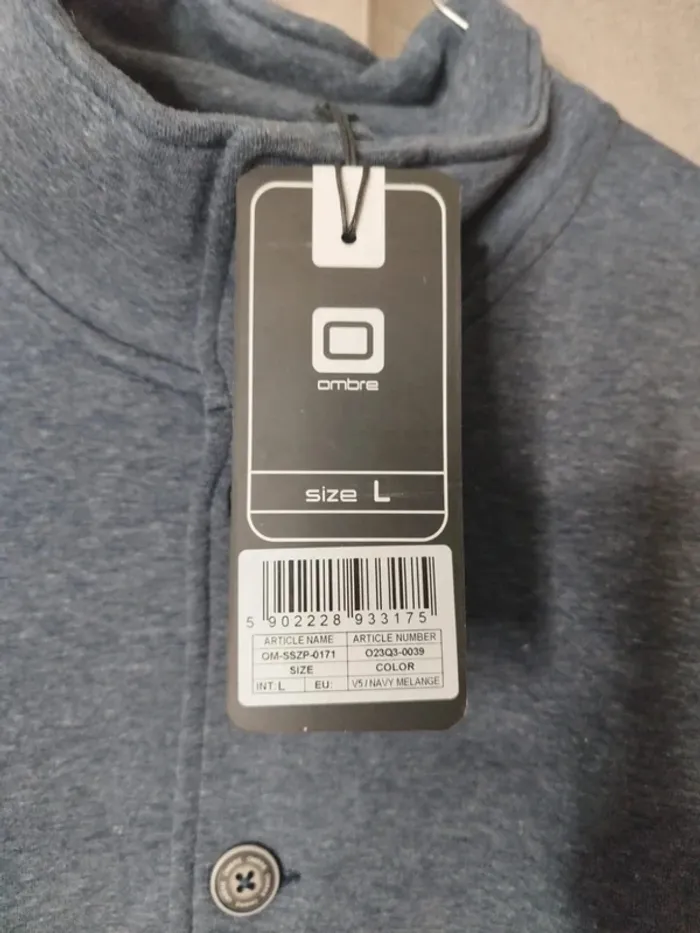 ombre
size L
5 902228 933175
ARTICLE NAME ARTICLE NUMBER
OM-SSZP-0171 O23Q3-0039
SIZE COLOR
INT: L EU: V5 / NAVY MELANGE